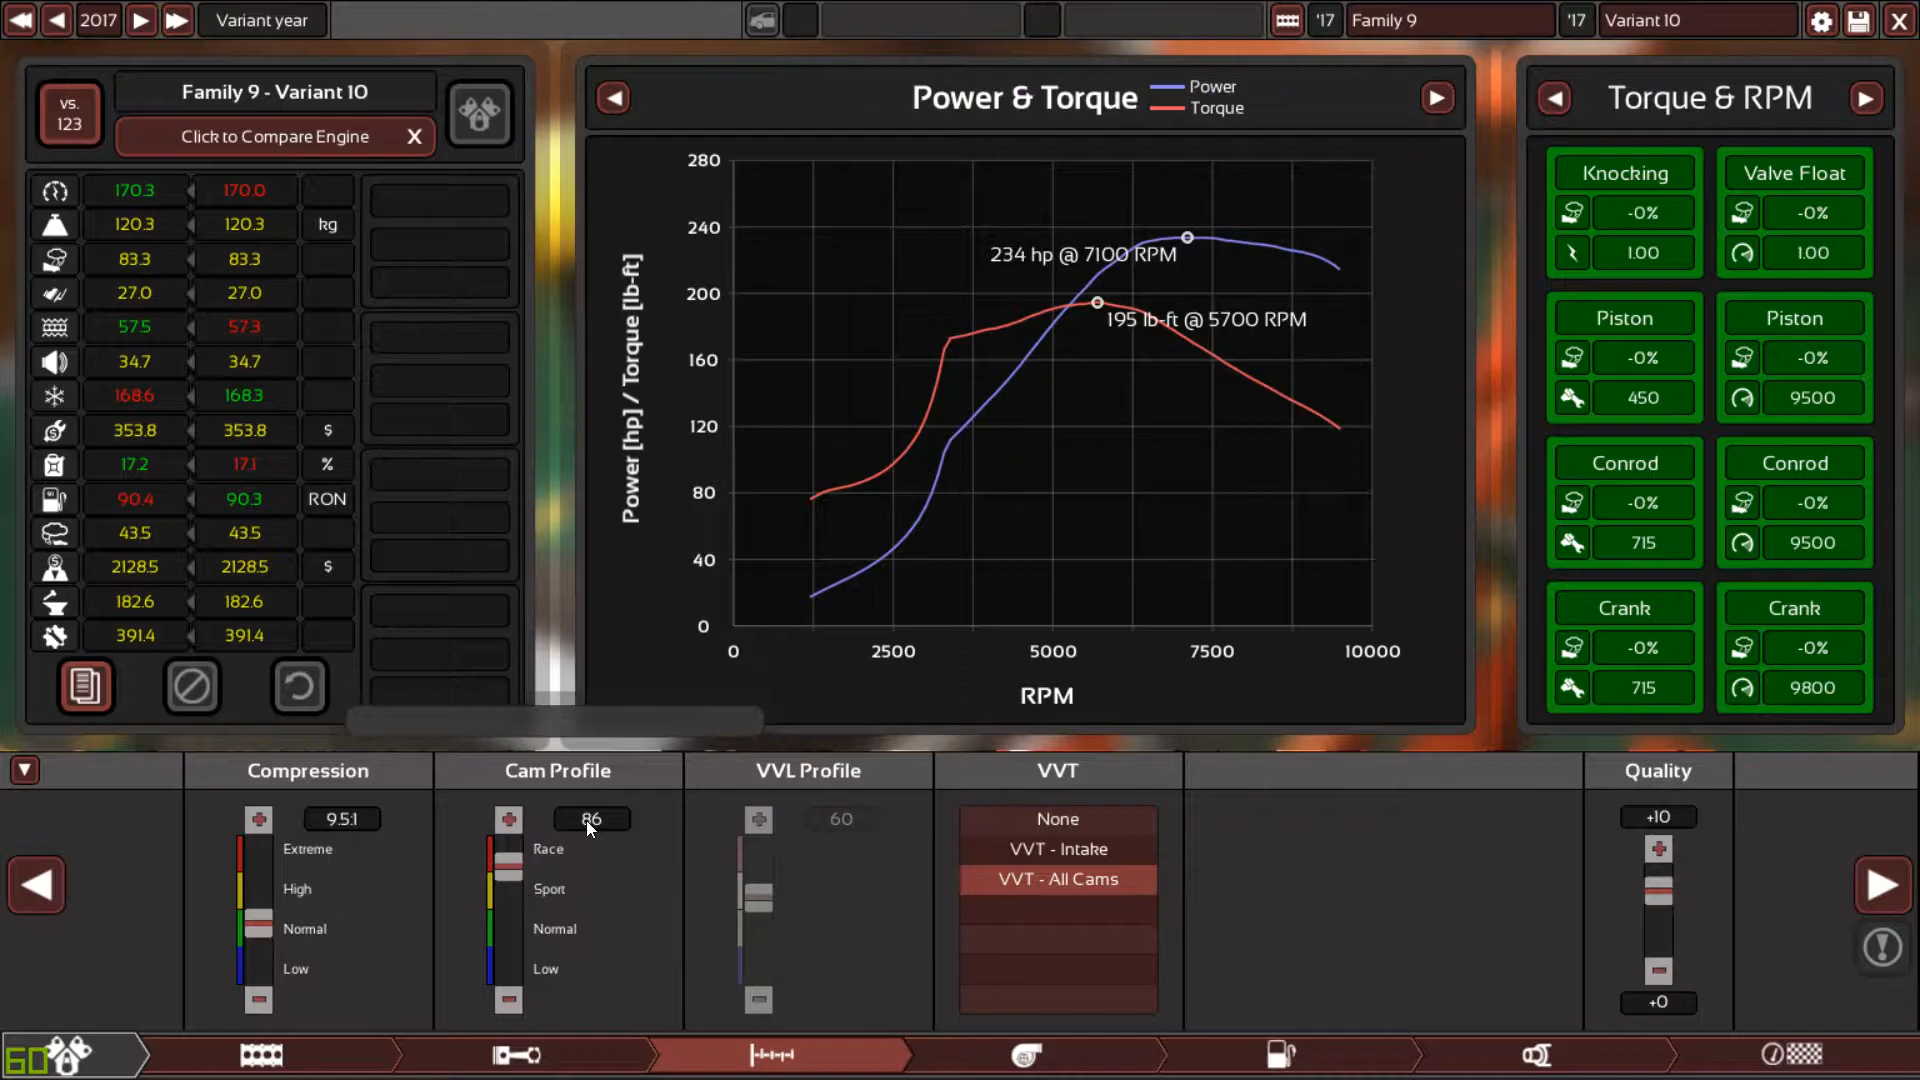 2017
Variant year
'17
Family 9
'17
Variant 10
vs.
123
Family 9 - Variant 10
Click to Compare Engine
X
170.3 170.0
120.3 120.3 kg
83.3 83.3
27.0 27.0
57.5 57.3
34.7 34.7
168.6 168.3
353.8 353.8 $
17.2 17.1 %
90.4 90.3 RON
43.5 43.5
2128.5 2128.5 $
182.6 182.6
391.4 391.4
Power & Torque
Power
Torque
Power [hp] / Torque [lb-ft]
280
240
200
160
120
80
40
0
234 hp @ 7100 RPM
195 lb-ft @ 5700 RPM
0 2500 5000 7500 10000
RPM
Torque & RPM
Knocking
-0%
1.00
Valve Float
-0%
1.00
Piston
-0%
450
Piston
-0%
9500
Conrod
-0%
715
Conrod
-0%
9500
Crank
-0%
715
Crank
-0%
9800
Compression
9.5:1
Extreme
High
Normal
Low
Cam Profile
86
Race
Sport
Normal
Low
VVL Profile
60
VVT
None
VVT - Intake
VVT - All Cams
Quality
+10
+0
60